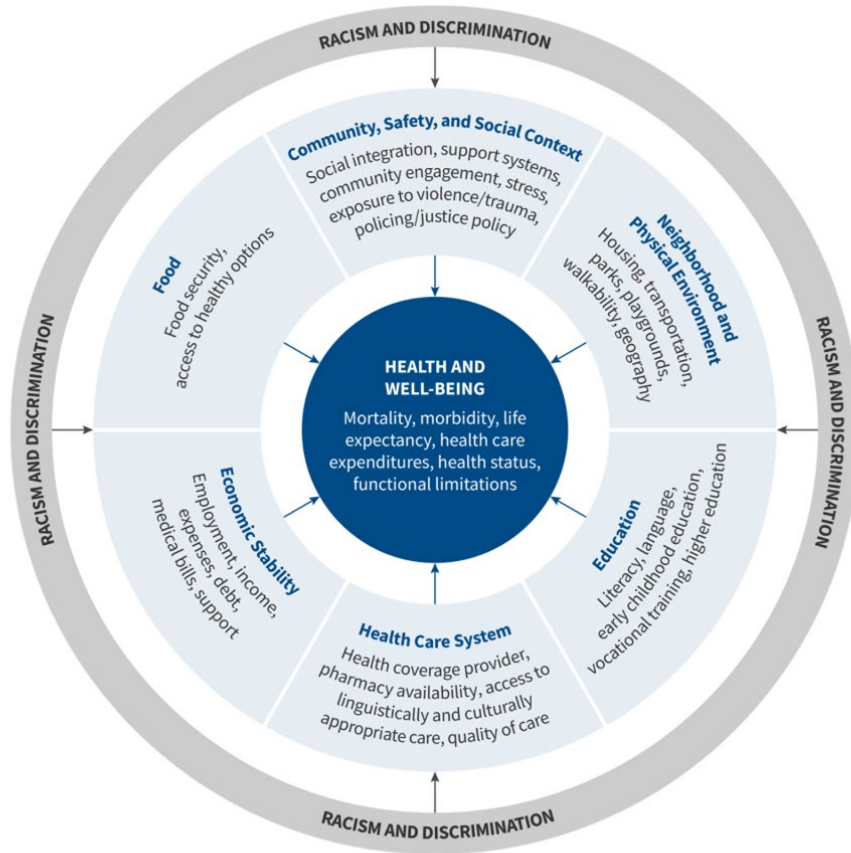 RACISM AND DISCRIMINATION
Community, Safety, and Social Context
Social integration, support systems,
community engagement, stress,
exposure to violence/trauma,
policing/justice policy
Neighborhood and
Physical Environment
Housing, transportation,
parks, playgrounds,
walkability, geography
RACISM AND DISCRIMINATION
Education
Literacy, language,
early childhood education,
vocational training, higher education
Health Care System
Health coverage provider,
pharmacy availability, access to
linguistically and culturally
appropriate care, quality of care
RACISM AND DISCRIMINATION
Economic Stability
Employment, income,
expenses, debt,
medical bills, support
RACISM AND DISCRIMINATION
Food
Food security,
access to healthy options
HEALTH AND
WELL-BEING
Mortality, morbidity, life
expectancy, health care
expenditures, health status,
functional limitations